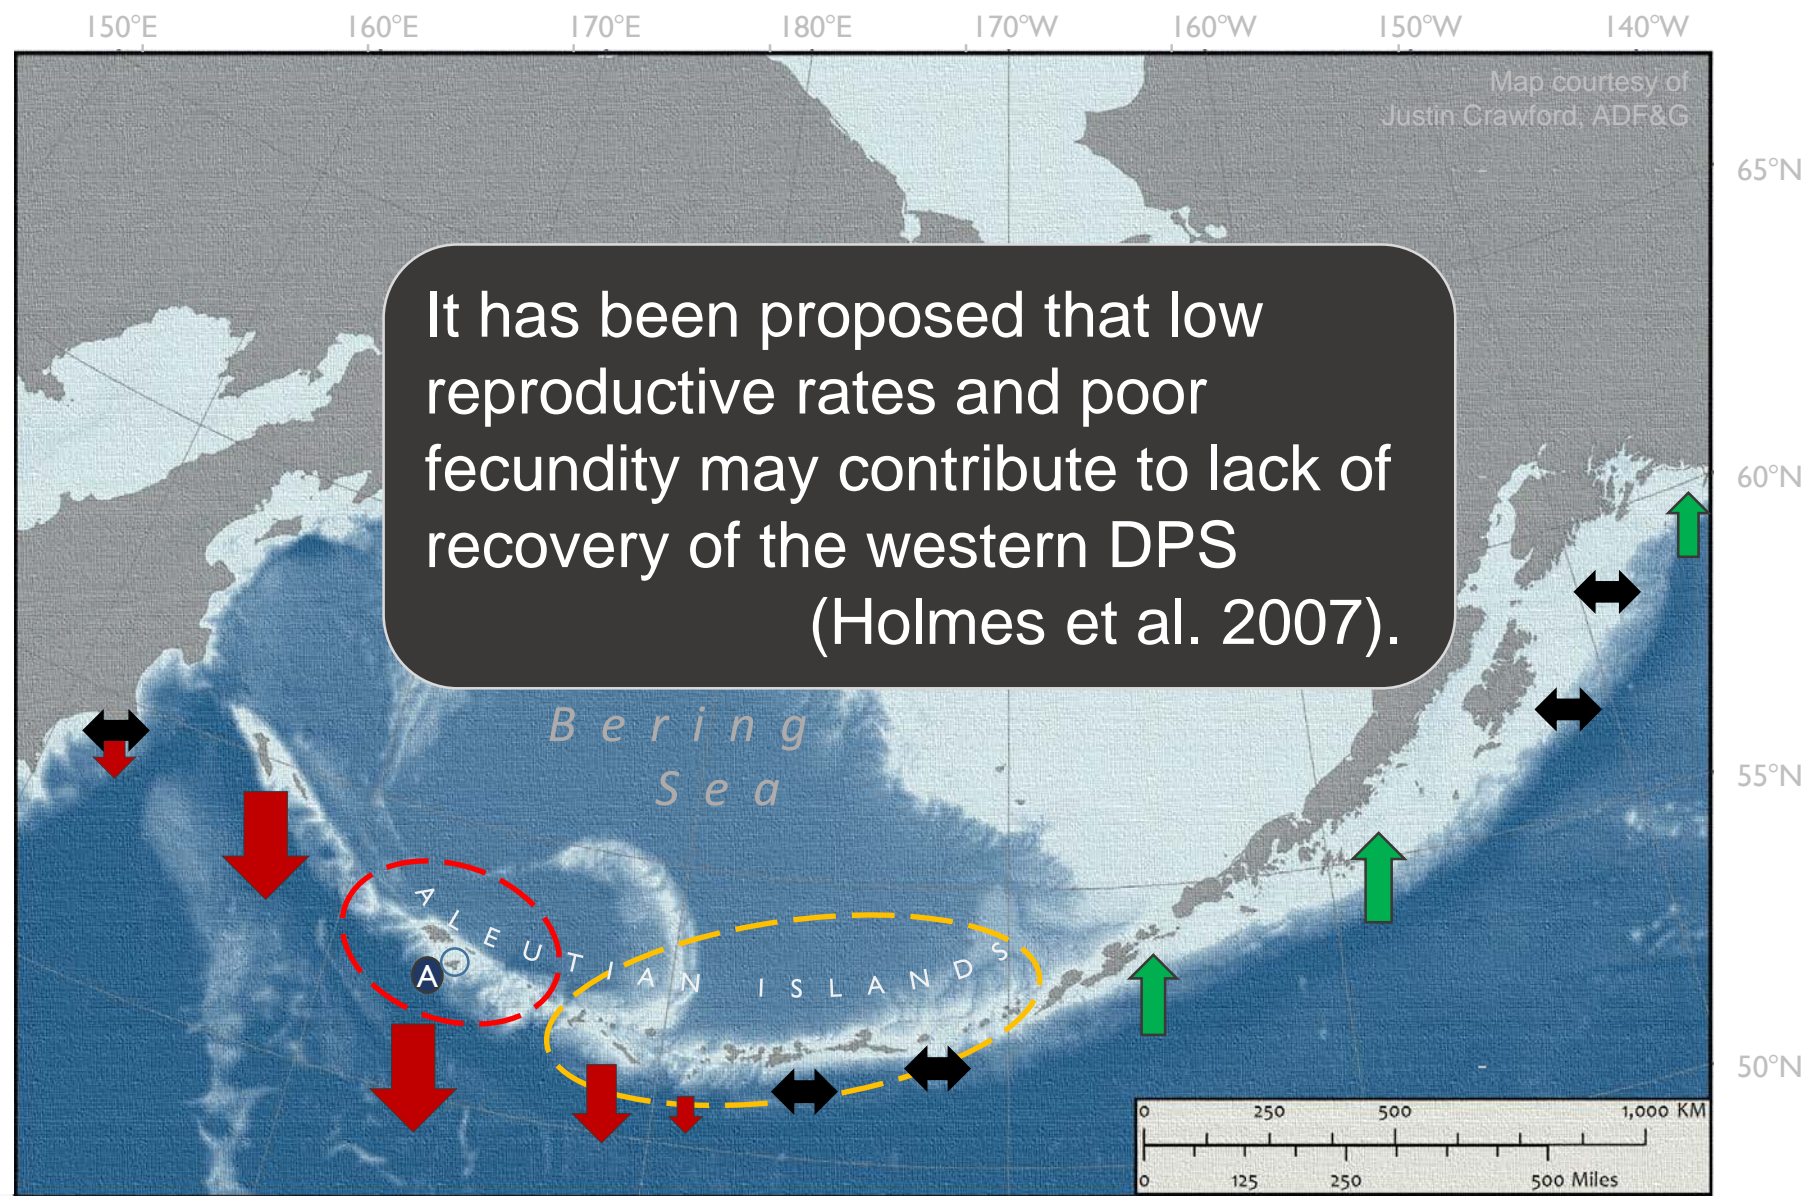 150°E 160°E 170°E 180°E 170°W 160°W 150°W 140°W
Map courtesy of
Justin Crawford, ADF&G
65°N
It has been proposed that low
reproductive rates and poor
fecundity may contribute to lack of
recovery of the western DPS
(Holmes et al. 2007).
60°N
Bering
Sea
55°N
ALEUTIAN ISLANDS
A
50°N
0 250 500 1,000 KM
0 125 250 500 Miles